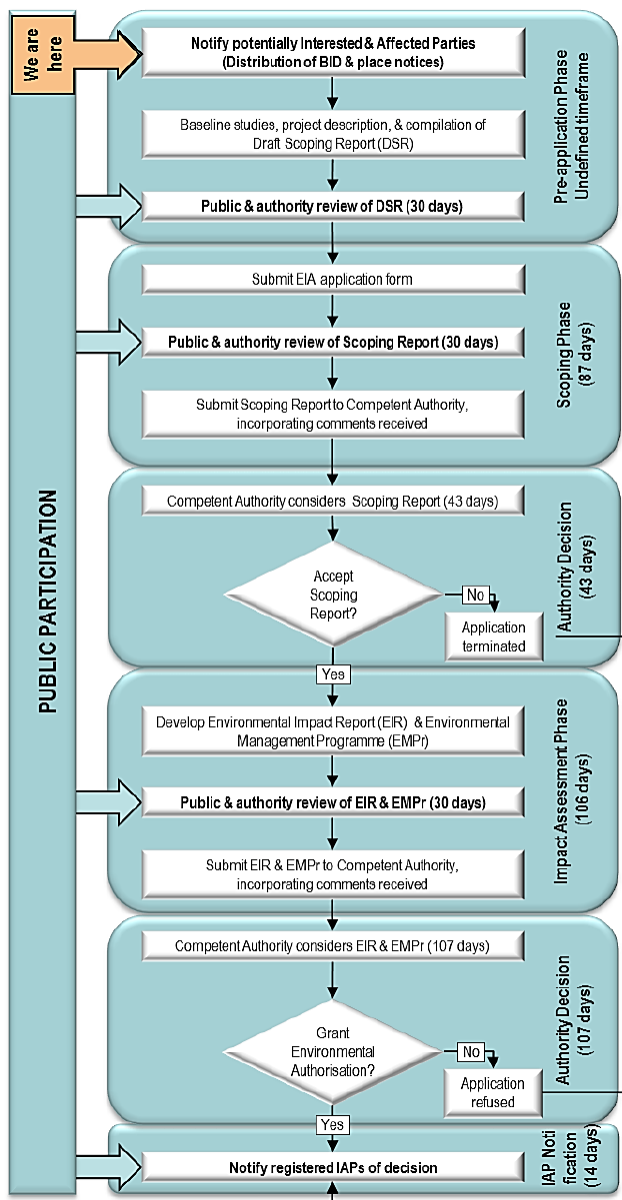 We are
here
PUBLIC PARTICIPATION
Notify potentially Interested & Affected Parties
(Distribution of BID & place notices)
Baseline studies, project description, & compilation of
Draft Scoping Report (DSR)
Public & authority review of DSR (30 days)
Pre-application Phase
Undefined timeframe
Submit EIA application form
Public & authority review of Scoping Report (30 days)
Submit Scoping Report to Competent Authority,
incorporating comments received
Scoping Phase
(87 days)
Competent Authority considers Scoping Report (43 days)
Accept
Scoping
Report?
No
Application
terminated
Yes
Authority Decision
(43 days)
Develop Environmental Impact Report (EIR) & Environmental
Management Programme (EMPr)
Public & authority review of EIR & EMPr (30 days)
Submit EIR & EMPr to Competent Authority,
incorporating comments received
Impact Assessment Phase
(106 days)
Competent Authority considers EIR & EMPr (107 days)
Grant
Environmental
Authorisation?
No
Application
refused
Yes
Authority Decision
(107 days)
Notify registered IAPs of decision
IAP Noti
fication
(14 days)